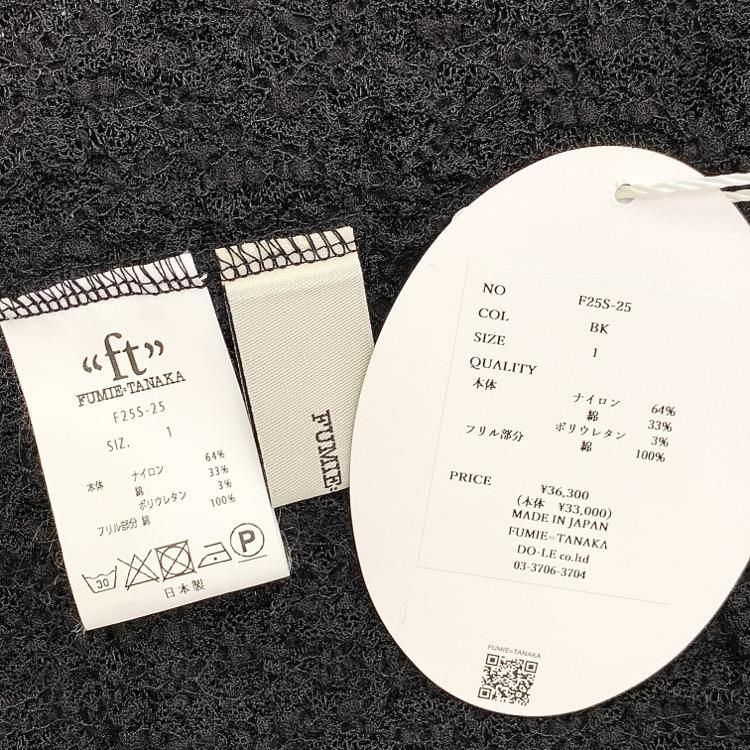 “ft”
FUMIE=TANAKA
F25S-25
SIZ. 1
本体 ナイロン 64%
綿 33%
ポリウレタン 3%
フリル部分 綿 100%
30 P
日本製
FUMIE=
NO F25S-25
COL BK
SIZE 1
QUALITY
本体 ナイロン 64%
綿 33%
ポリウレタン 3%
フリル部分 綿 100%
PRICE ¥36,300
(本体 ¥33,000)
MADE IN JAPAN
FUMIE=TANAKA
DO-LE co.ltd
03-3706-3704
FUMIE=TANAKA